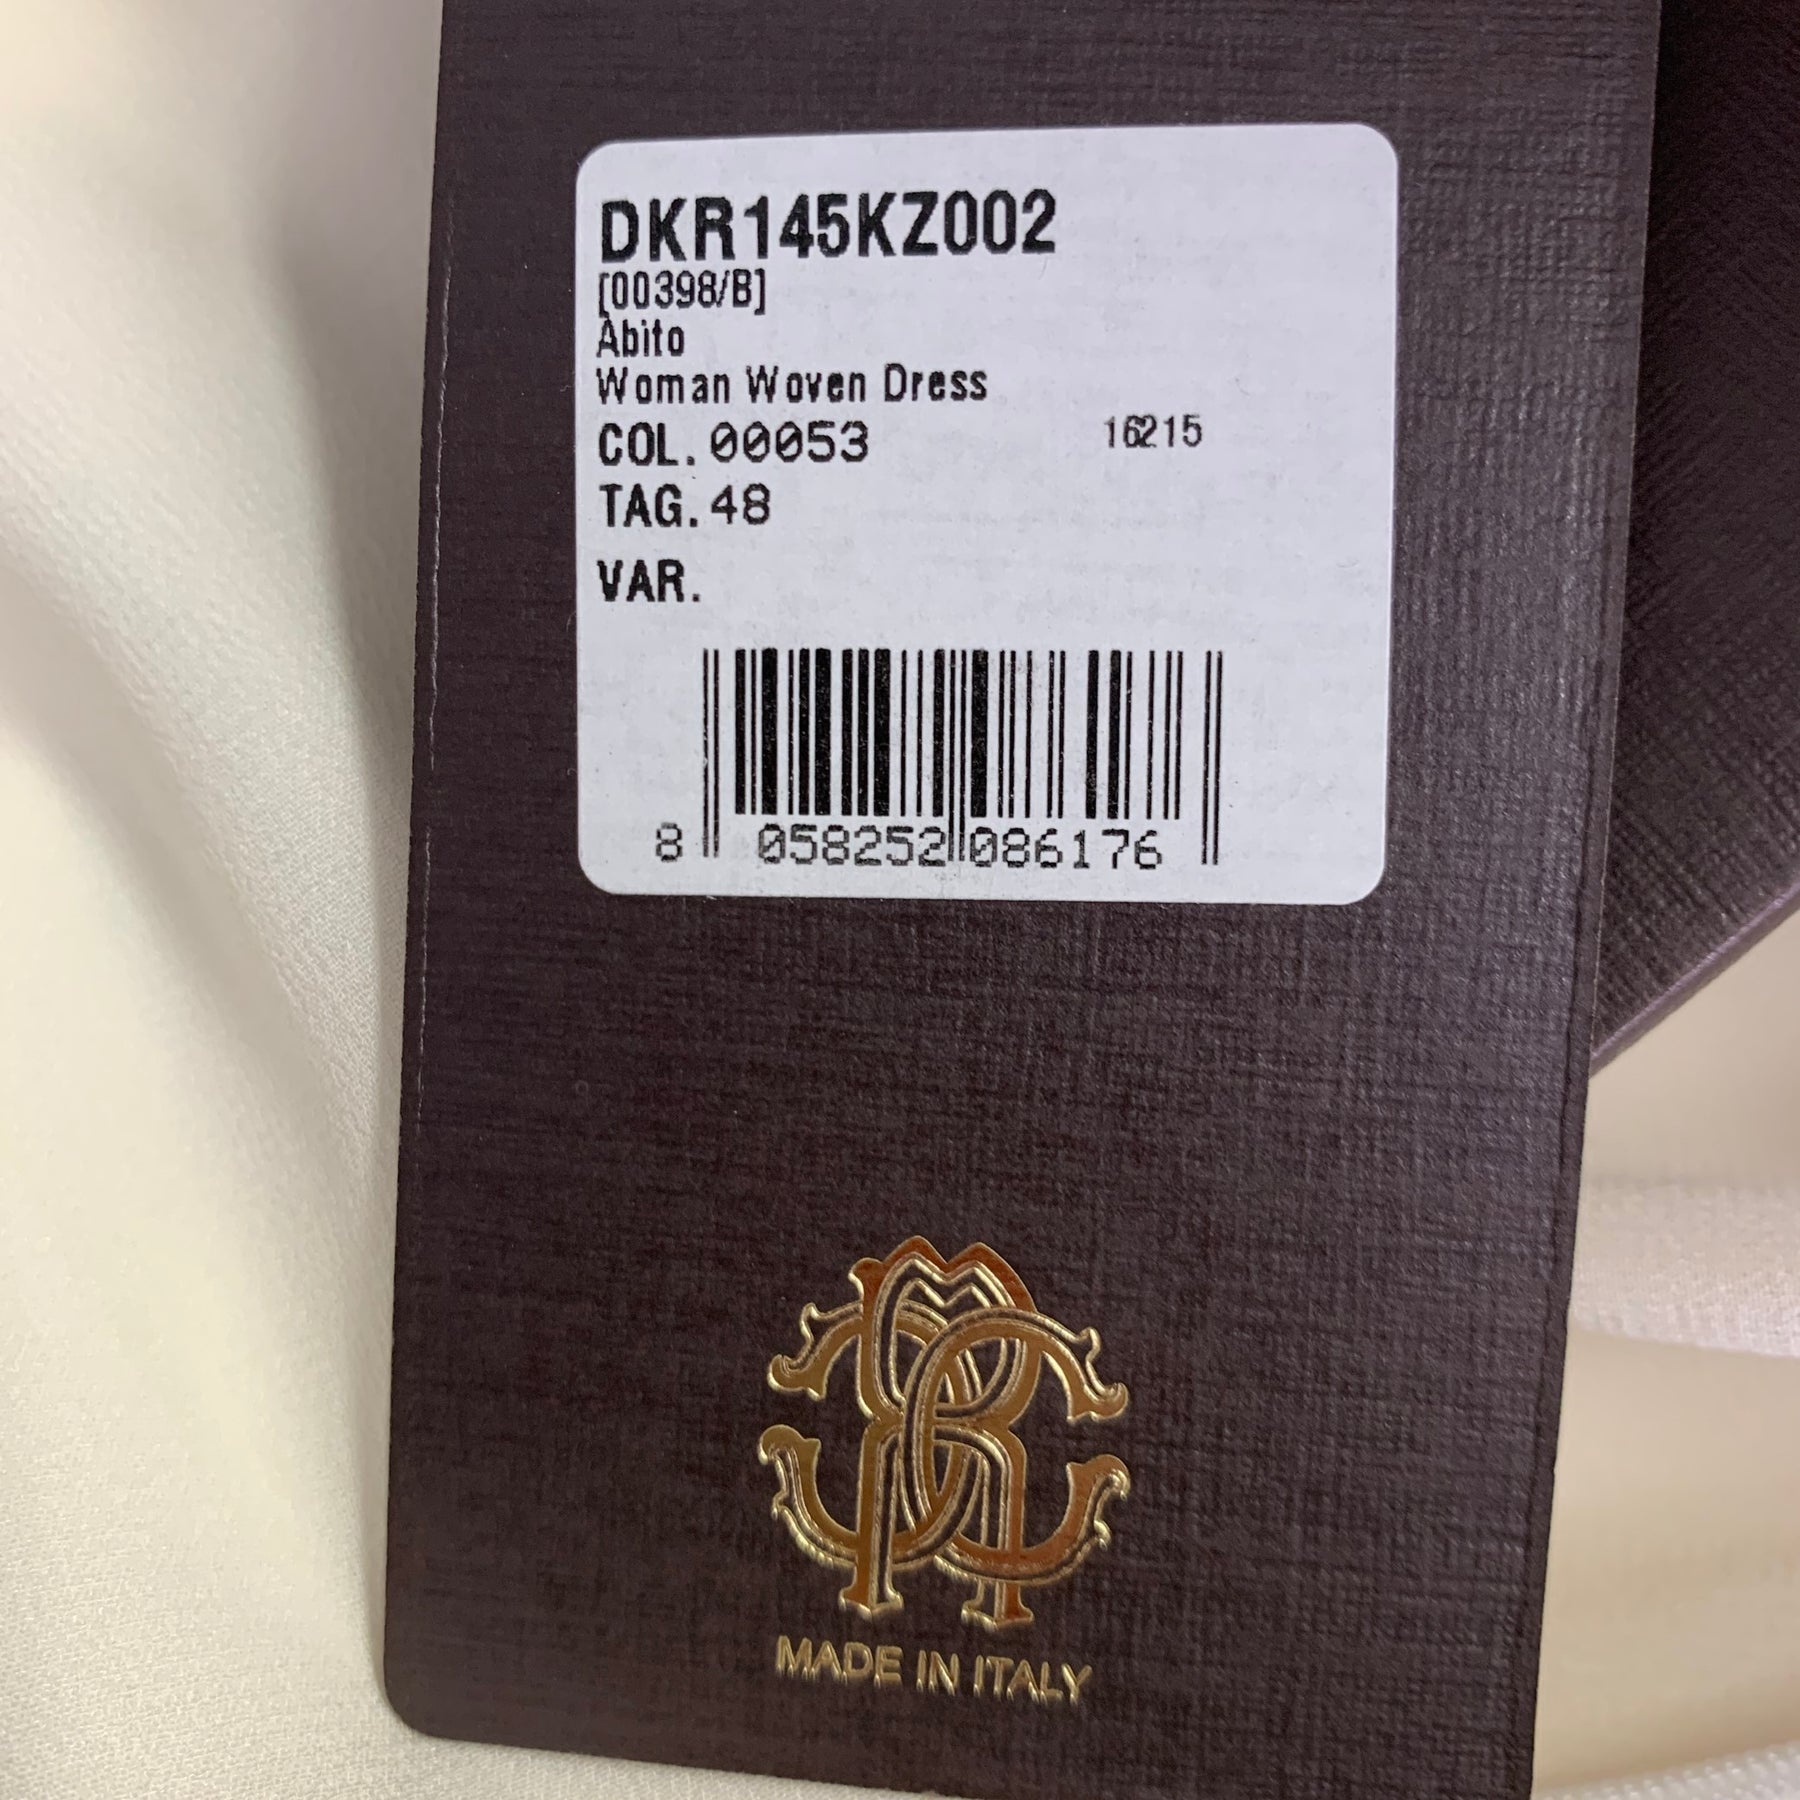 DKR145KZ002
[00398/B]
Abito
Woman Woven Dress
COL. 00053 16215
TAG. 48
VAR.
8 058252 086176
MADE IN ITALY